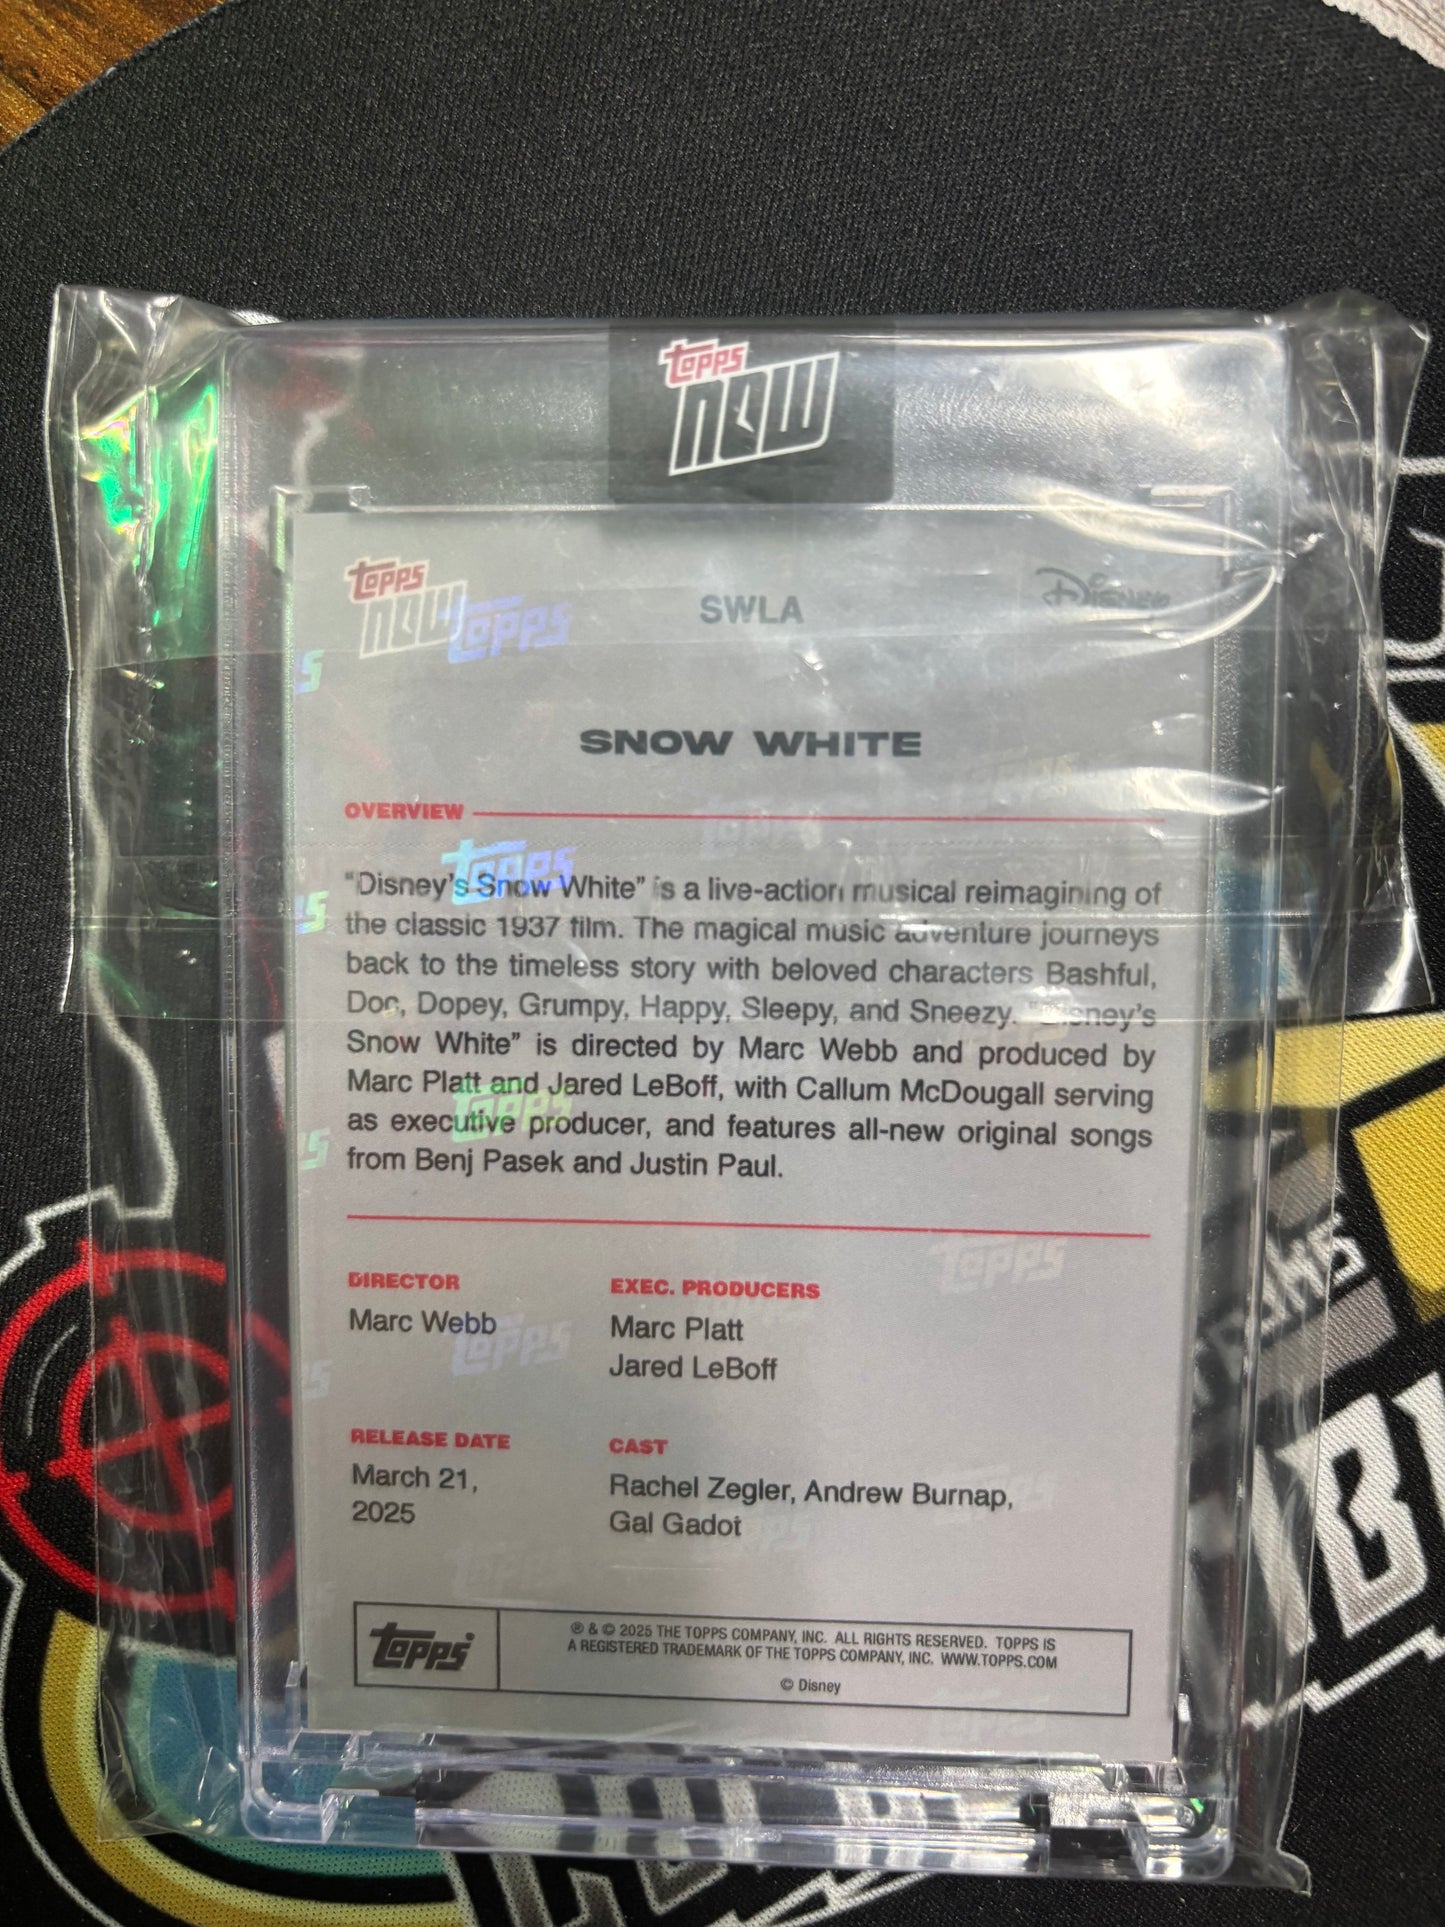 Topps
NOW
Topps
NOW
Topps
SWLA
Disney
SNOW WHITE
OVERVIEW
Topps
"Disney's Snow White" is a live-action musical reimagining of
the classic 1937 film. The magical music adventure journeys
back to the timeless story with beloved characters Bashful,
Doc, Dopey, Grumpy, Happy, Sleepy, and Sneezy. "Disney's
Snow White" is directed by Marc Webb and produced by
Marc Platt and Jared LeBoff, with Callum McDougall serving
as executive producer, and features all-new original songs
from Benj Pasek and Justin Paul.
Topps
Topps
DIRECTOR
Marc Webb
EXEC. PRODUCERS
Marc Platt
Jared LeBoff
Topps
RELEASE DATE
March 21,
2025
CAST
Rachel Zegler, Andrew Burnap,
Gal Gadot
Topps
® & © 2025 THE TOPPS COMPANY, INC. ALL RIGHTS RESERVED. TOPPS IS
A REGISTERED TRADEMARK OF THE TOPPS COMPANY, INC. WWW.TOPPS.COM
© Disney